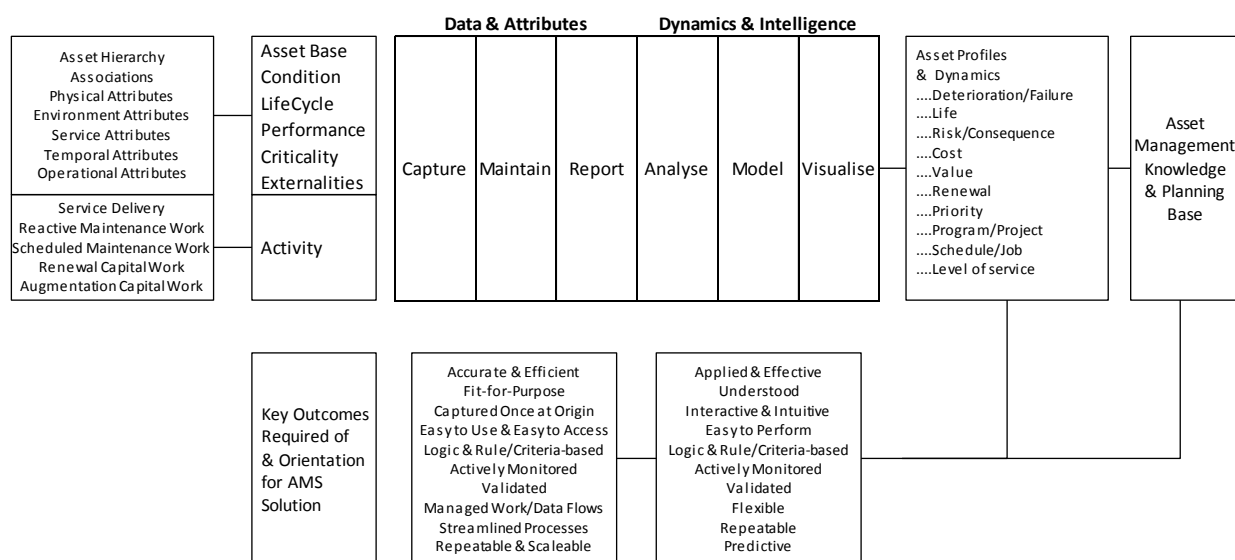 Data & Attributes
Dynamics & Intelligence
Asset Hierarchy
Associations
Physical Attributes
Environment Attributes
Service Attributes
Temporal Attributes
Operational Attributes
Service Delivery
Reactive Maintenance Work
Scheduled Maintenance Work
Renewal Capital Work
Augmentation Capital Work
Asset Base
Condition
LifeCycle
Performance
Criticality
Externalities
Activity
Capture
Maintain
Report
Analyse
Model
Visualise
Asset Profiles
& Dynamics
....Deterioration/Failure
....Life
....Risk/Consequence
....Cost
....Value
....Renewal
....Priority
....Program/Project
....Schedule/Job
....Level of service
Asset
Management
Knowledge
& Planning
Base
Key Outcomes
Required of
& Orientation
for AMS
Solution
Accurate & Efficient
Fit-for-Purpose
Captured Once at Origin
Easy to Use & Easy to Access
Logic & Rule/Criteria-based
Actively Monitored
Validated
Managed Work/Data Flows
Streamlined Processes
Repeatable & Scaleable
Applied & Effective
Understood
Interactive & Intuitive
Easy to Perform
Logic & Rule/Criteria-based
Actively Monitored
Validated
Flexible
Repeatable
Predictive